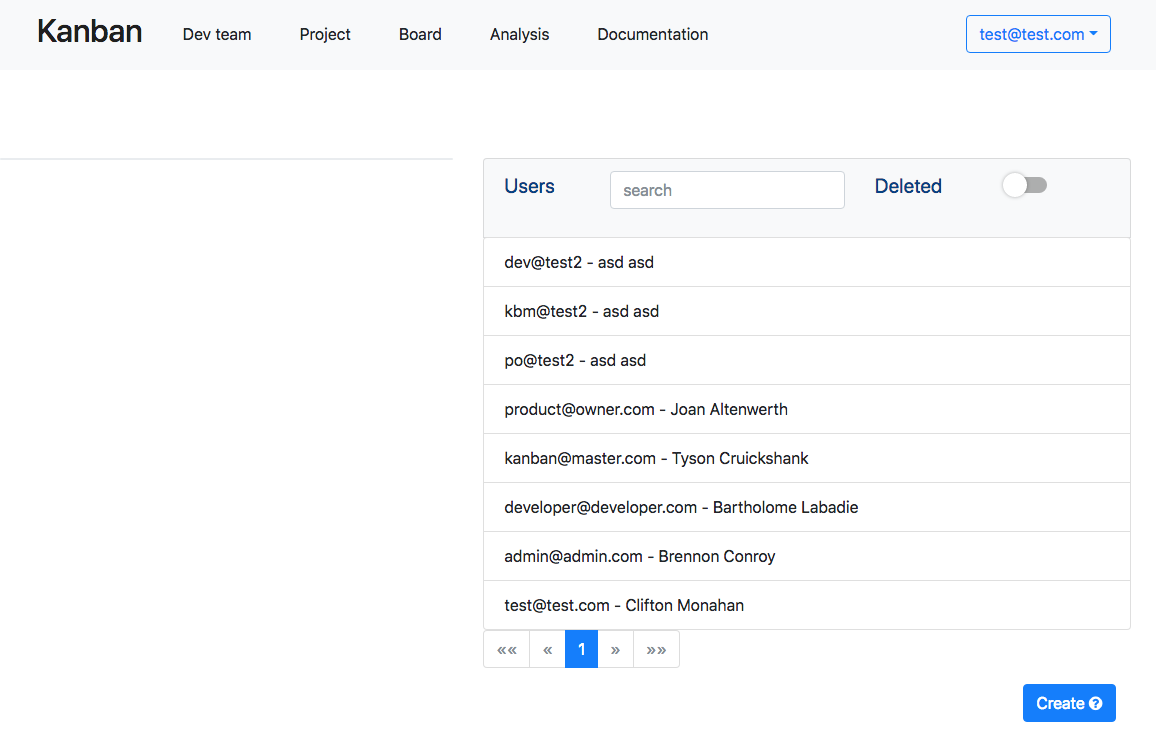 Kanban Dev team Project Board Analysis Documentation test@test.com
Users search Deleted
dev@test2 - asd asd
kbm@test2 - asd asd
po@test2 - asd asd
product@owner.com - Joan Altenwerth
kanban@master.com - Tyson Cruickshank
developer@developer.com - Bartholome Labadie
admin@admin.com - Brennon Conroy
test@test.com - Clifton Monahan
«« « 1 » »»
Create ?